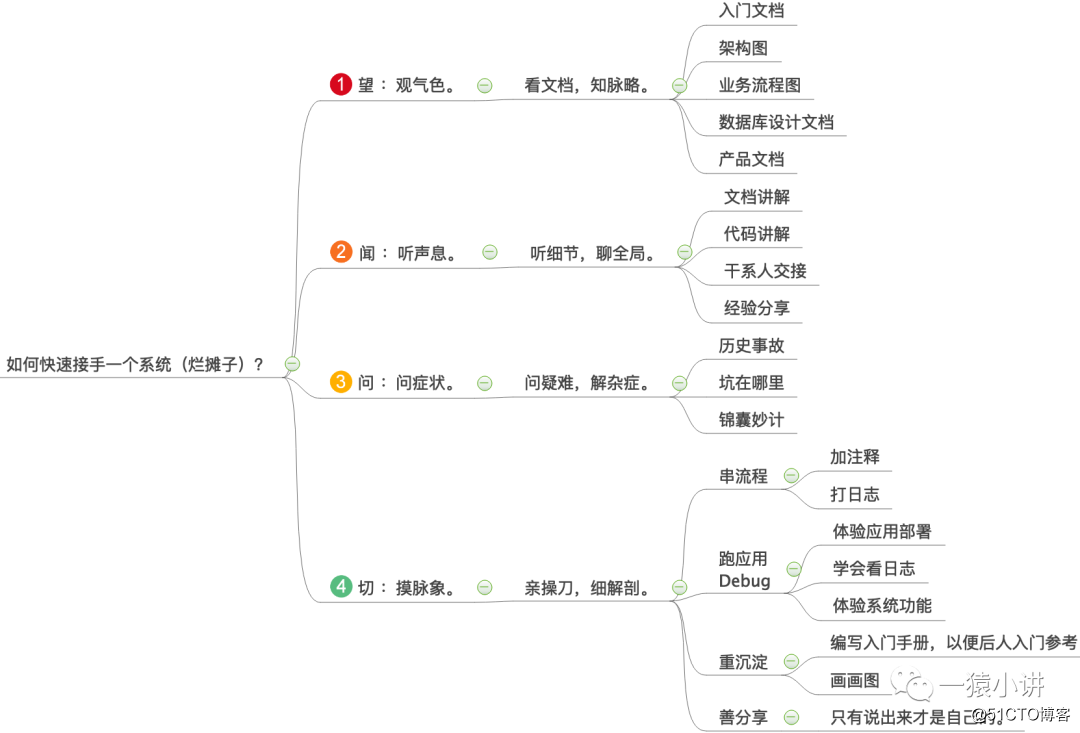 如何快速接手一个系统（烂摊子）？
1 望 ：观气色。
看文档，知脉略。
入门文档
架构图
业务流程图
数据库设计文档
产品文档
2 闻 ：听声息。
听细节，聊全局。
文档讲解
代码讲解
干系人交接
经验分享
3 问 ：问症状。
问疑难，解杂症。
历史事故
坑在哪里
锦囊妙计
4 切 ：摸脉象。
亲操刀，细解剖。
串流程
加注释
打日志
跑应用
Debug
体验应用部署
学会看日志
体验系统功能
重沉淀
编写入门手册，以便后人入门参考
画画图
善分享
只有说出来才是自己的。
一猿小讲
@51CTO博客